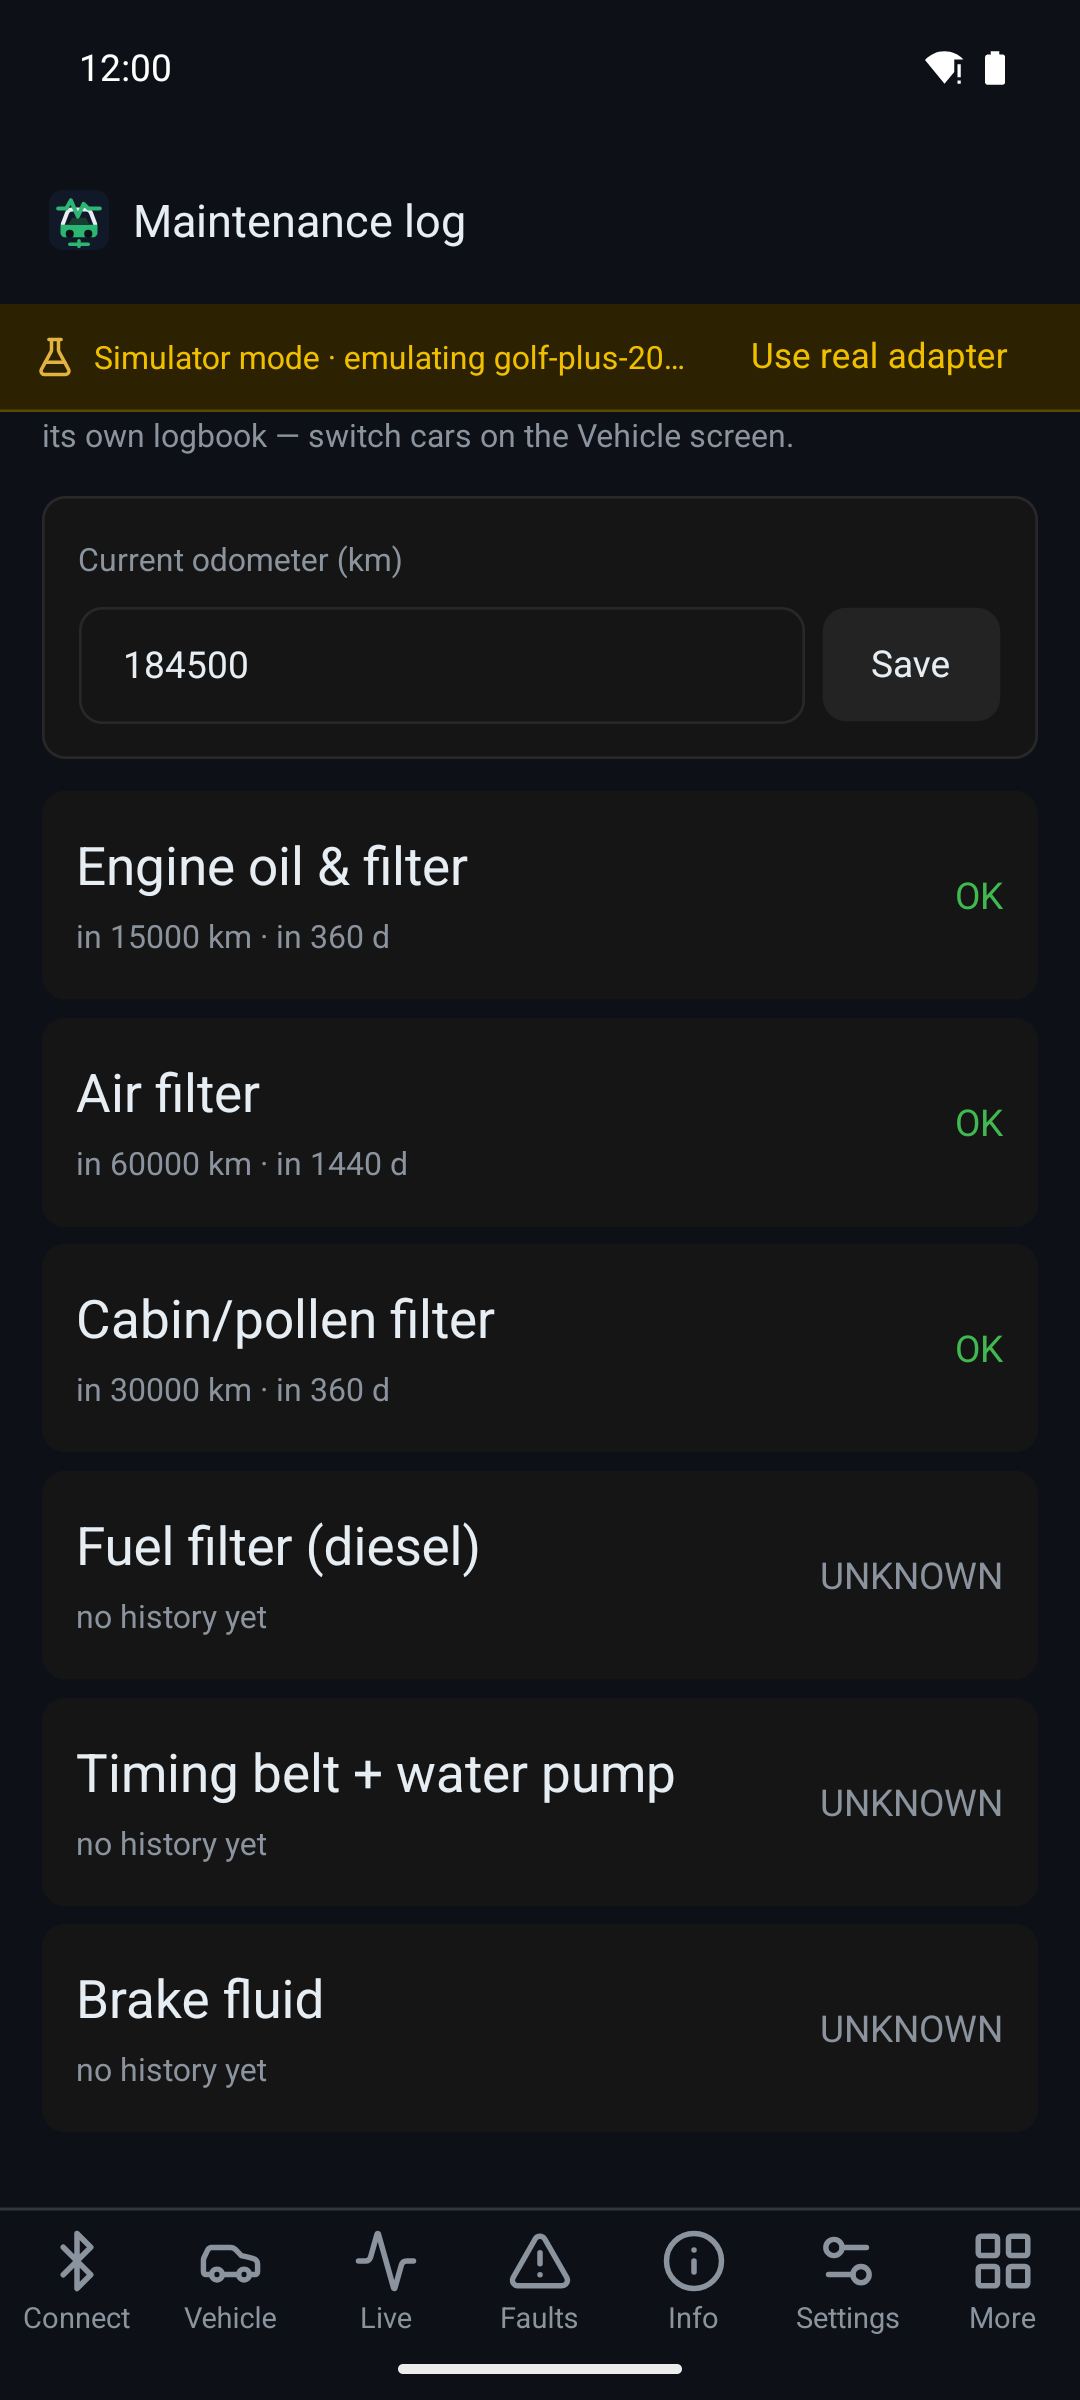 12:00
Maintenance log
Simulator mode · emulating golf-plus-20…
Use real adapter
its own logbook — switch cars on the Vehicle screen.
Current odometer (km)
184500
Save
Engine oil & filter
in 15000 km · in 360 d
OK
Air filter
in 60000 km · in 1440 d
OK
Cabin/pollen filter
in 30000 km · in 360 d
OK
Fuel filter (diesel)
no history yet
UNKNOWN
Timing belt + water pump
no history yet
UNKNOWN
Brake fluid
no history yet
UNKNOWN
Connect
Vehicle
Live
Faults
Info
Settings
More